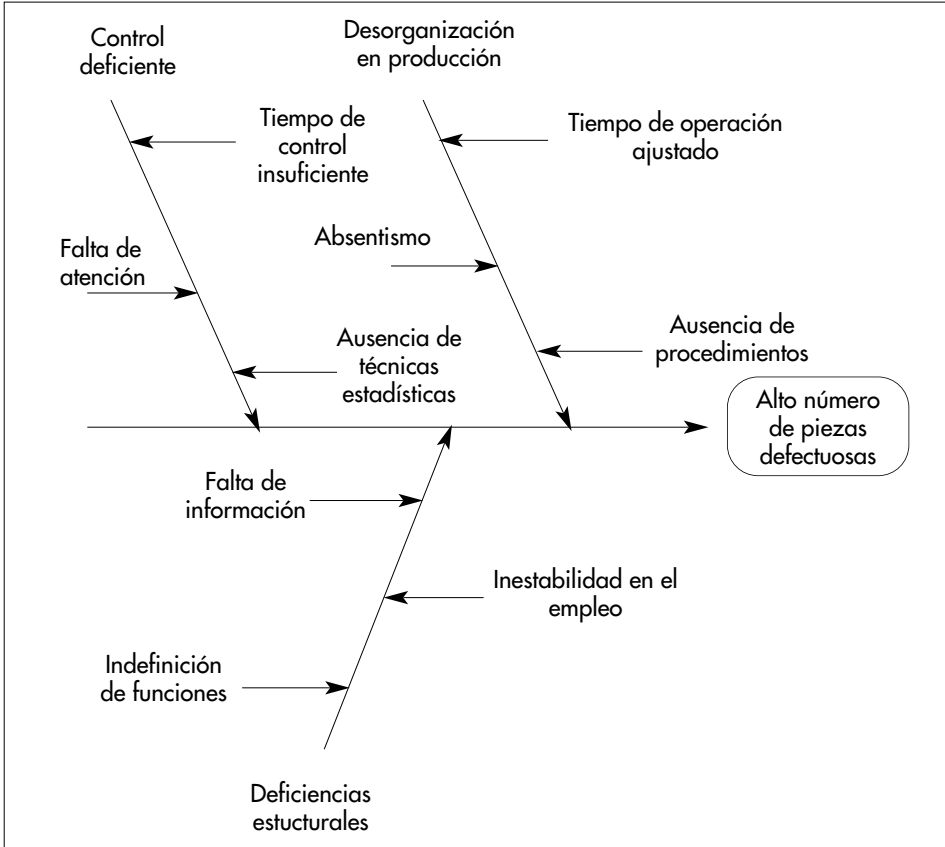 Control
deficiente
Desorganización
en producción
Tiempo de
control
insuficiente
Tiempo de operación
ajustado
Absentismo
Falta de
atención
Ausencia de
técnicas
estadísticas
Ausencia de
procedimientos
Alto número
de piezas
defectuosas
Falta de
información
Inestabilidad en el
empleo
Indefinición
de funciones
Deficiencias
estucturales